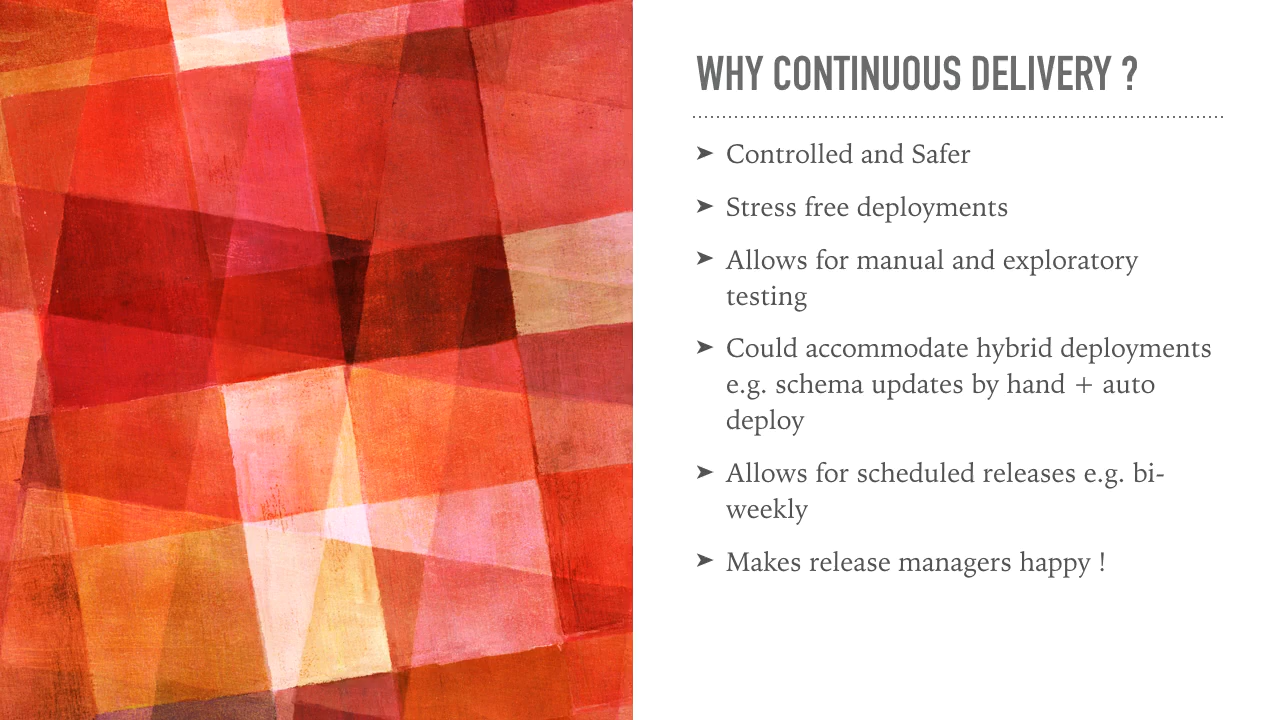 WHY CONTINUOUS DELIVERY ?
➤ Controlled and Safer
➤ Stress free deployments
➤ Allows for manual and exploratory
testing
➤ Could accommodate hybrid deployments
e.g. schema updates by hand + auto
deploy
➤ Allows for scheduled releases e.g. bi-
weekly
➤ Makes release managers happy !